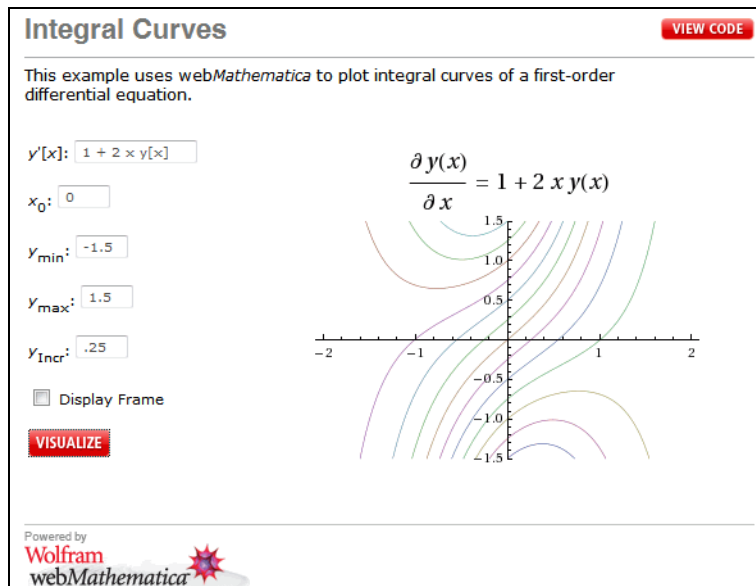 Integral Curves
VIEW CODE
This example uses webMathematica to plot integral curves of a first-order
differential equation.
y'[x]: 1 + 2 x y[x]
x0: 0
ymin: -1.5
ymax: 1.5
yIncr: .25
Display Frame
VISUALIZE
∂ y(x)
∂ x
= 1 + 2 x y(x)
1.5
1.0
0.5
−2 −1 1 2
−0.5
−1.0
−1.5
Powered by
Wolfram
webMathematica